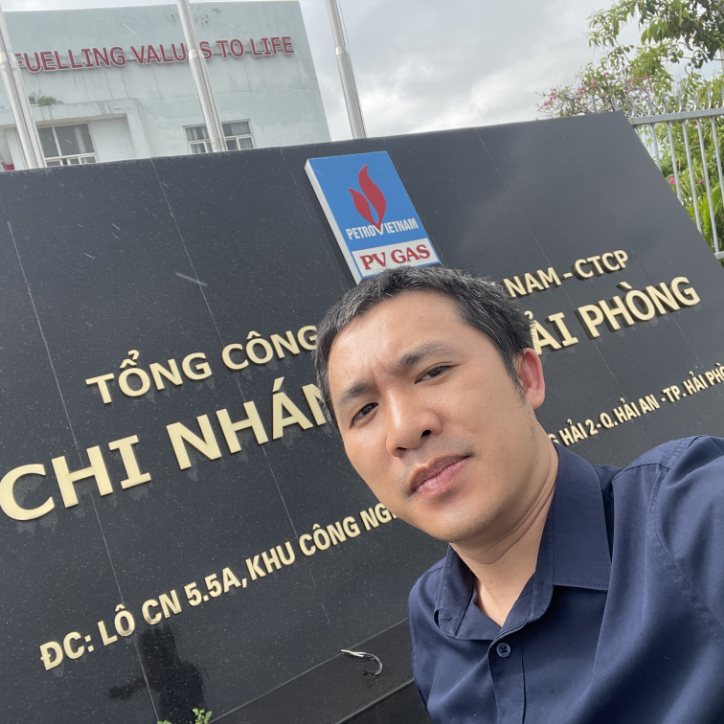 FUELLING VALUES TO LIFE
PETROVIETNAM
PV GAS
TỔNG CÔNG NAM - CTCP
CHI NHÁN ẢI PHÒNG
ĐC: LÔ CN 5.5A, KHU CÔNG NG HẢI 2 - Q. HẢI AN - TP. HẢI PHÒ